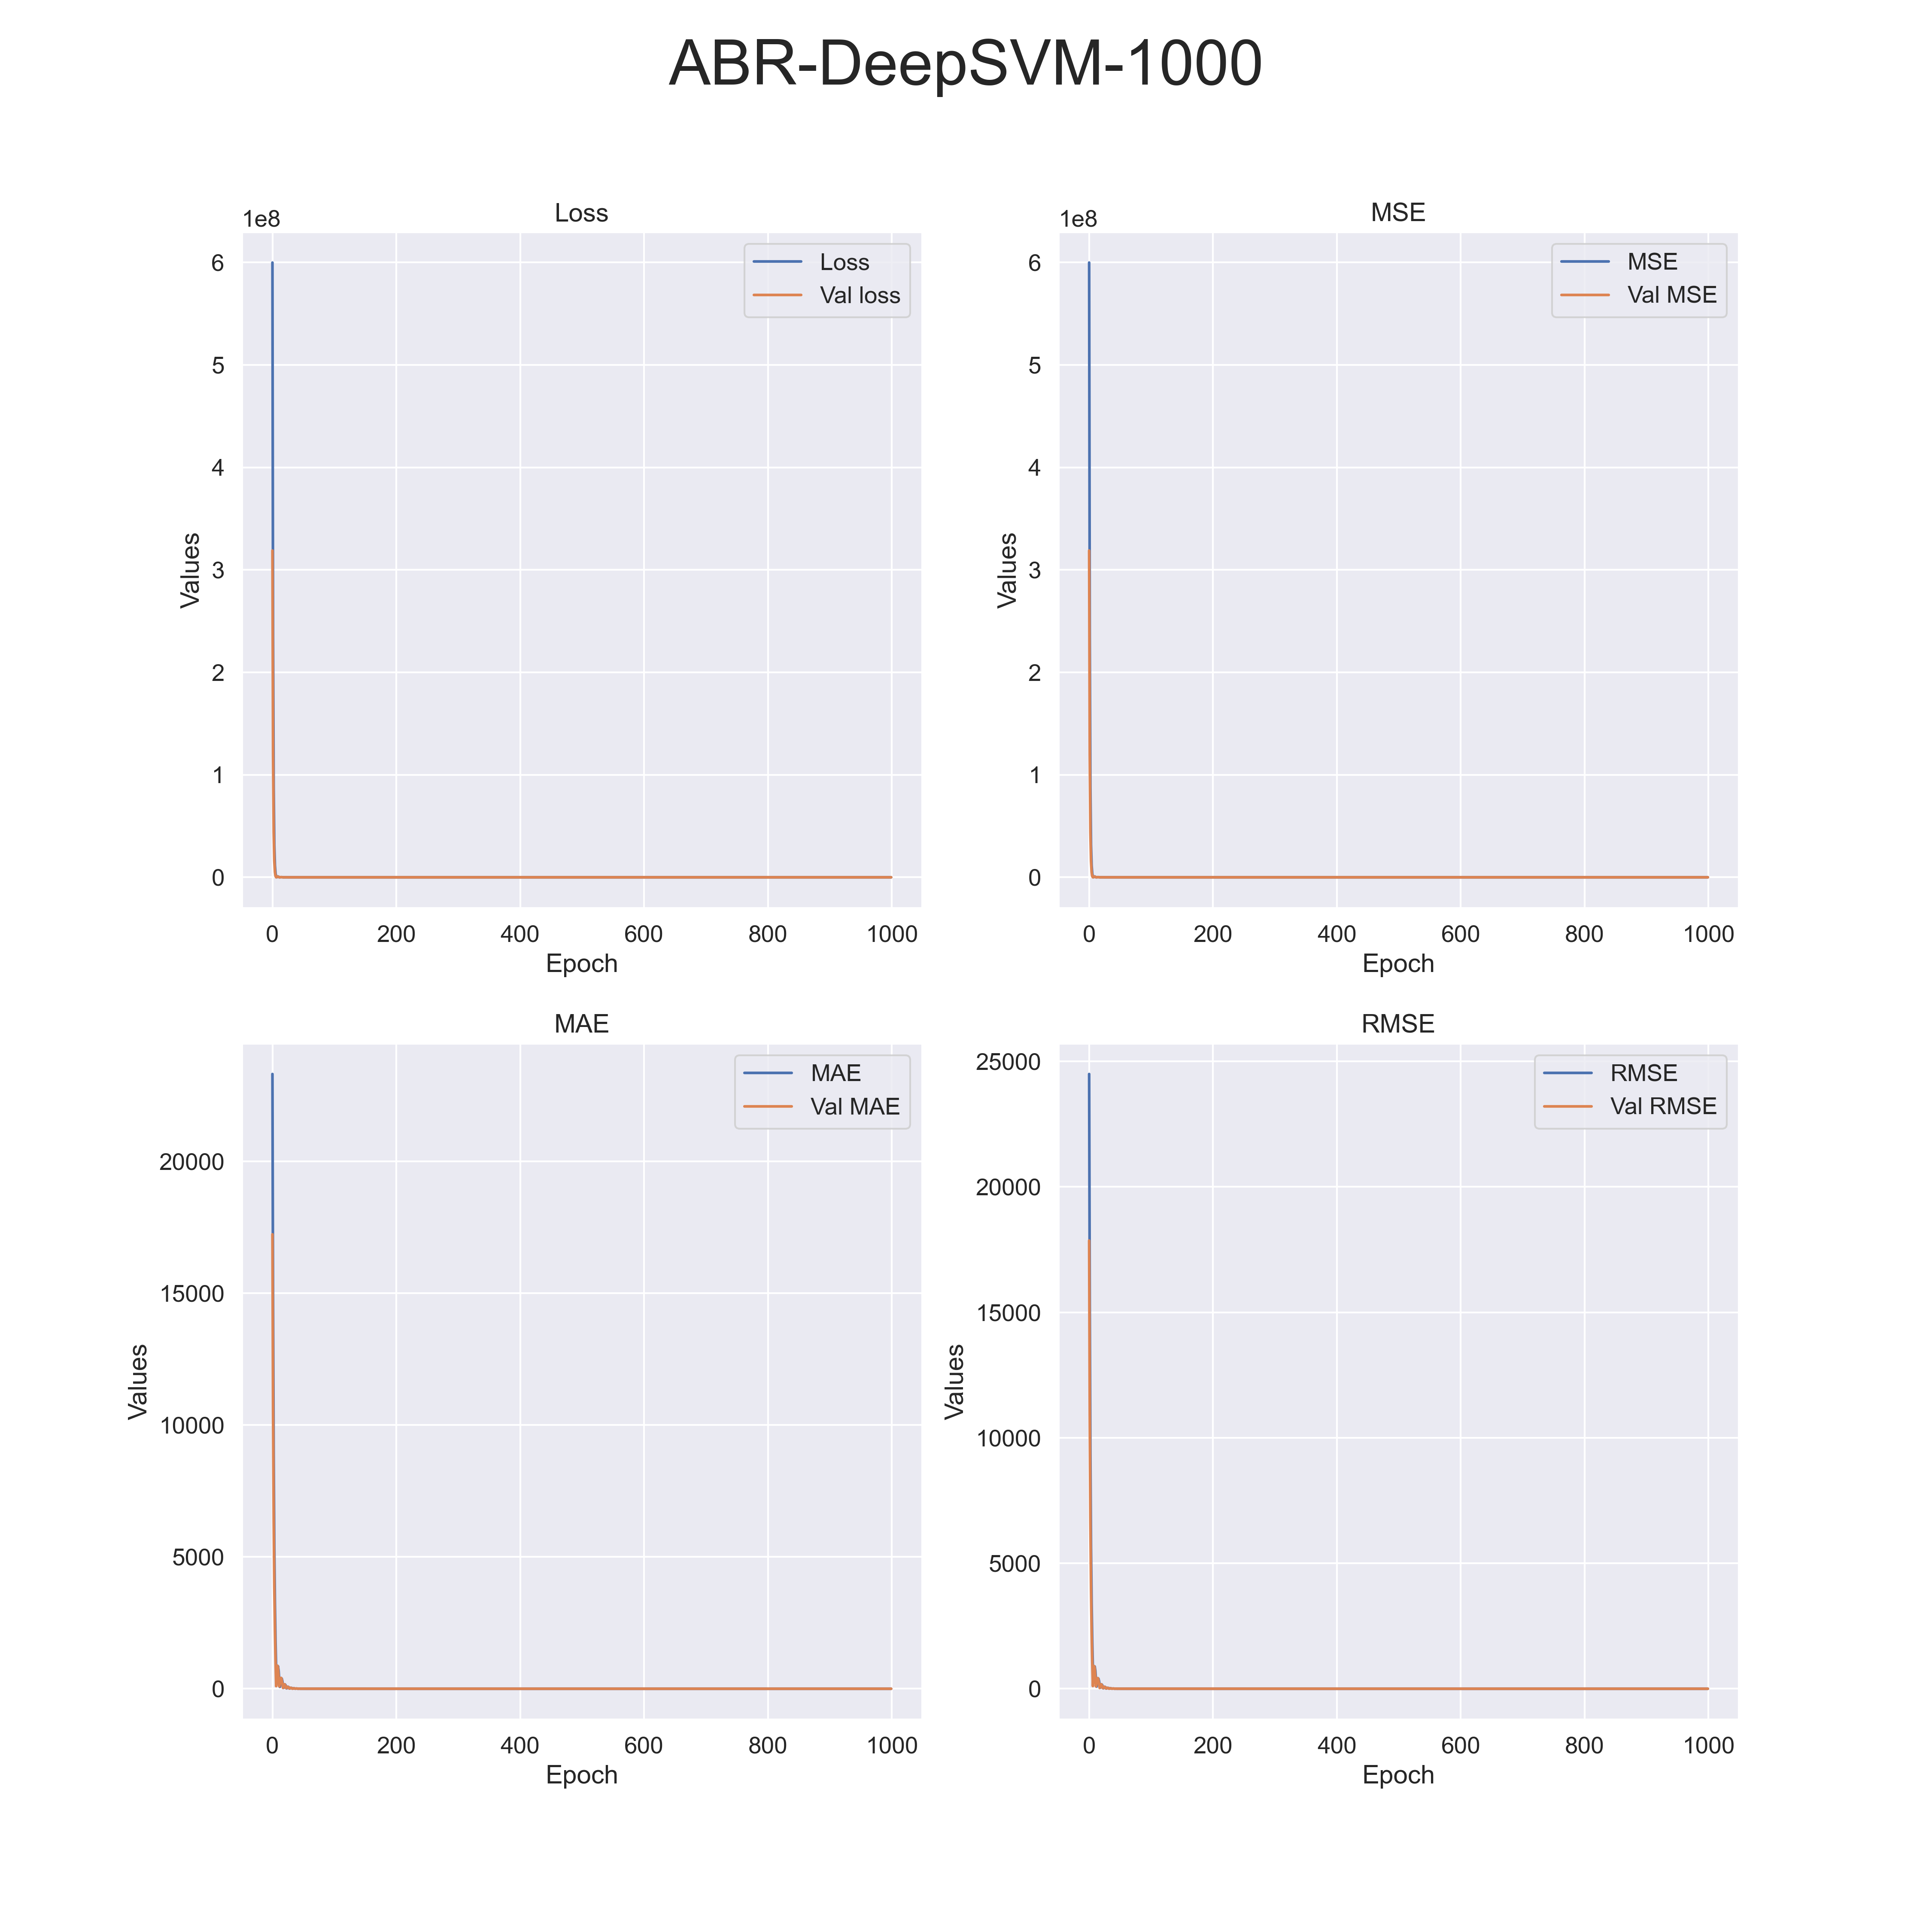 ABR-DeepSVM-1000
Loss
1e8
Loss
Val loss
6
5
4
3
2
1
0
Values
0 200 400 600 800 1000
Epoch
MSE
1e8
MSE
Val MSE
6
5
4
3
2
1
0
Values
0 200 400 600 800 1000
Epoch
MAE
MAE
Val MAE
20000
15000
10000
5000
0
Values
0 200 400 600 800 1000
Epoch
RMSE
RMSE
Val RMSE
25000
20000
15000
10000
5000
0
Values
0 200 400 600 800 1000
Epoch